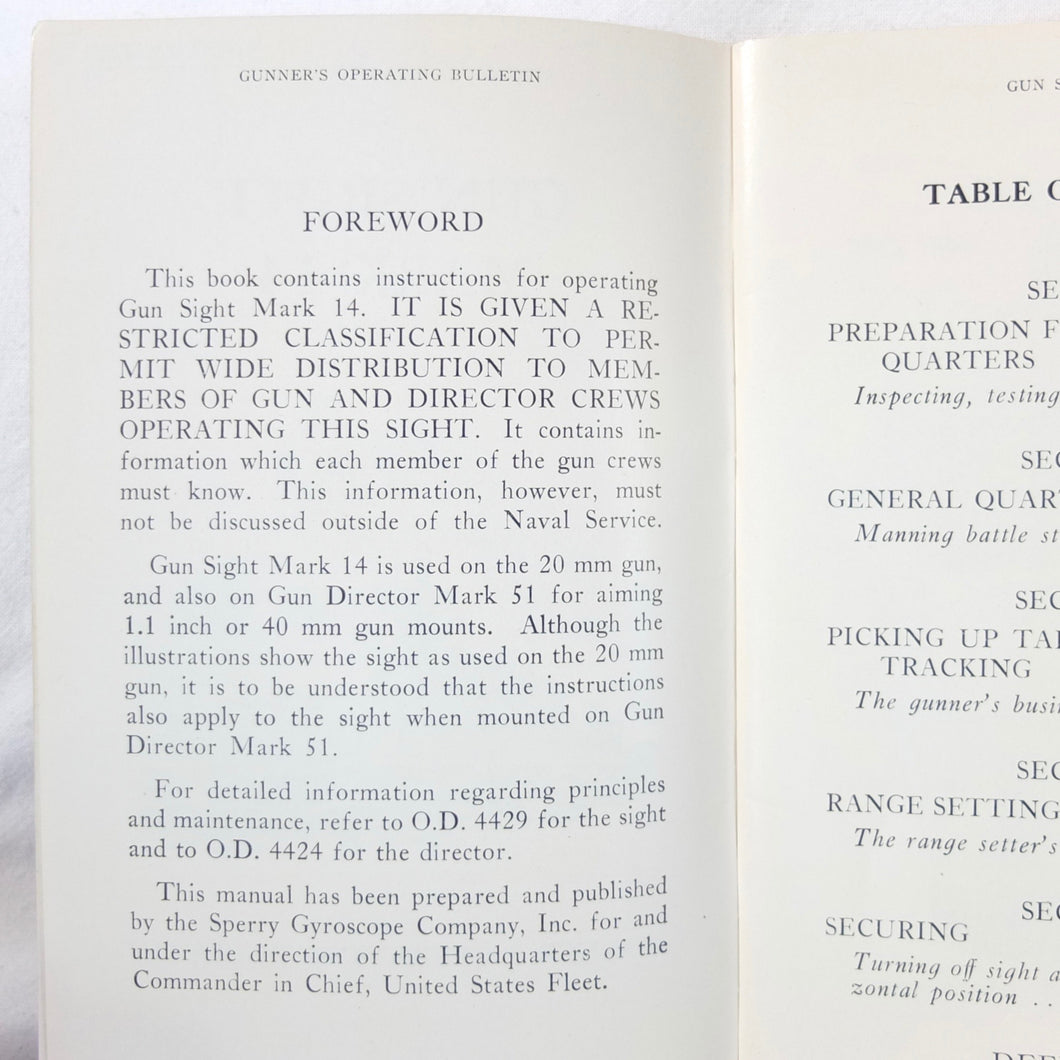 GUNNER'S OPERATING BULLETIN
FOREWORD
This book contains instructions for operating
Gun Sight Mark 14. IT IS GIVEN A RE-
STRICTED CLASSIFICATION TO PER-
MIT WIDE DISTRIBUTION TO MEM-
BERS OF GUN AND DIRECTOR CREWS
OPERATING THIS SIGHT. It contains in-
formation which each member of the gun crews
must know. This information, however, must
not be discussed outside of the Naval Service.
Gun Sight Mark 14 is used on the 20 mm gun,
and also on Gun Director Mark 51 for aiming
1.1 inch or 40 mm gun mounts. Although the
illustrations show the sight as used on the 20 mm
gun, it is to be understood that the instructions
also apply to the sight when mounted on Gun
Director Mark 51.
For detailed information regarding principles
and maintenance, refer to O.D. 4429 for the sight
and to O.D. 4424 for the director.
This manual has been prepared and published
by the Sperry Gyroscope Company, Inc. for and
under the direction of the Headquarters of the
Commander in Chief, United States Fleet.
GUN
TABLE
PREPARATION
QUARTERS
Inspecting, testing
GENERAL
Manning battle
PICKING UP
TRACKING
The gunner's
RANGE SETTING
The range setter's
SECURING
Turning off sight
zontal position ..